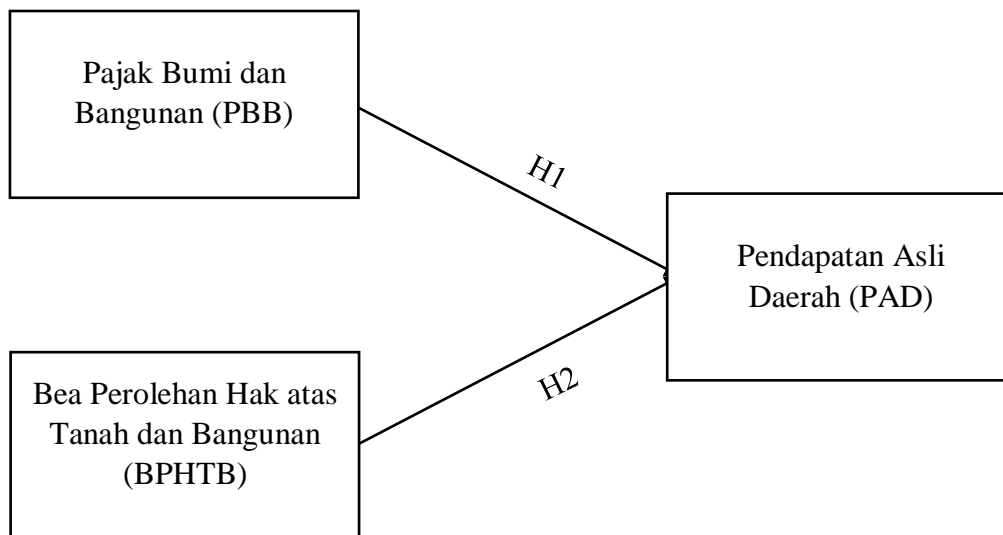 Pajak Bumi dan
Bangunan (PBB)
H1
Pendapatan Asli
Daerah (PAD)
Bea Perolehan Hak atas
Tanah dan Bangunan
(BPHTB)
H2